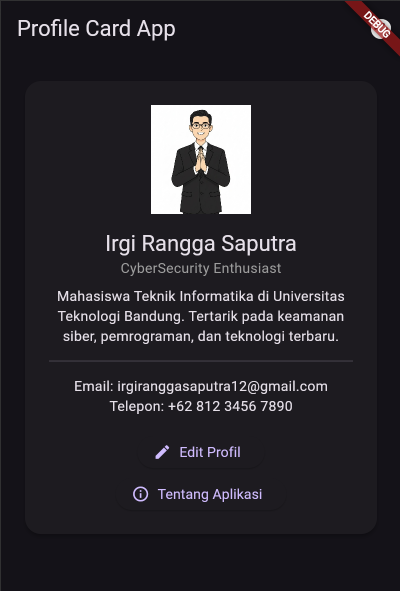 Profile Card App
DEBUG
Irgi Rangga Saputra
CyberSecurity Enthusiast
Mahasiswa Teknik Informatika di Universitas
Teknologi Bandung. Tertarik pada keamanan
siber, pemrograman, dan teknologi terbaru.
Email: irgiranggasaputra12@gmail.com
Telepon: +62 812 3456 7890
Edit Profil
Tentang Aplikasi